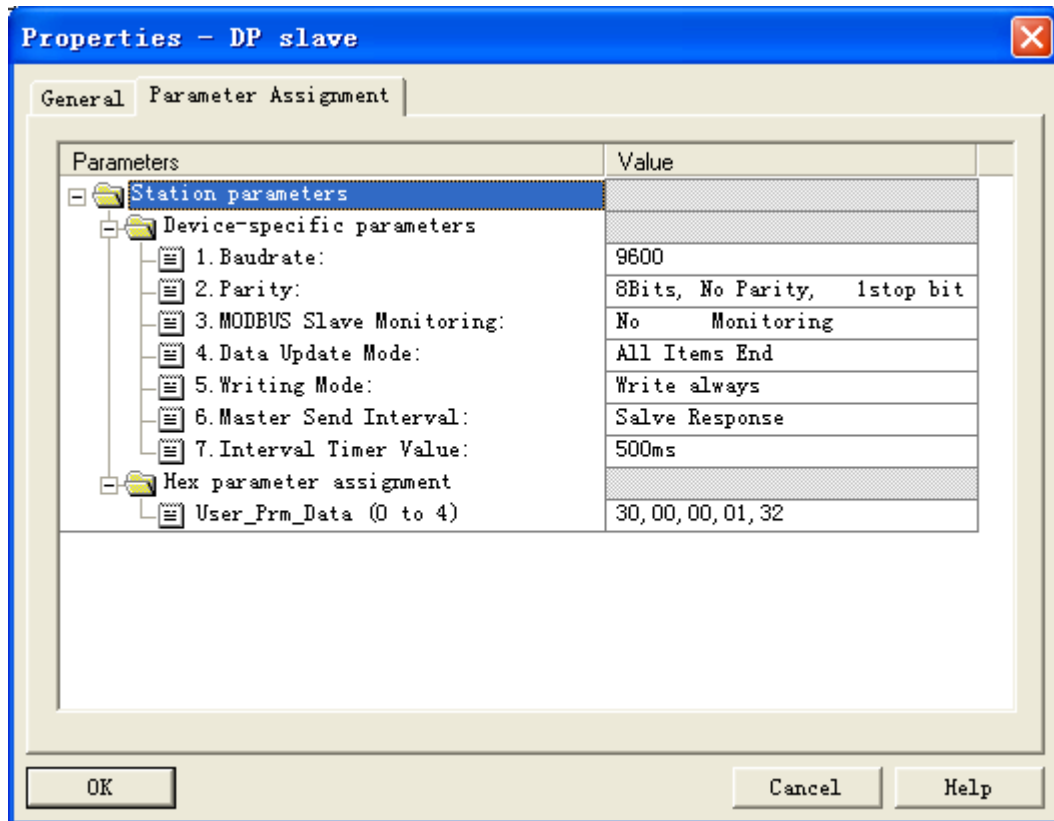 Properties - DP slave
General Parameter Assignment
Parameters Value
Station parameters
Device-specific parameters
1.Baudrate: 9600
2.Parity: 8Bits, No Parity, 1stop bit
3.MODBUS Slave Monitoring: No Monitoring
4.Data Update Mode: All Items End
5.Writing Mode: Write always
6.Master Send Interval: Salve Response
7.Interval Timer Value: 500ms
Hex parameter assignment
User_Prm_Data (0 to 4) 30,00,00,01,32
OK Cancel Help